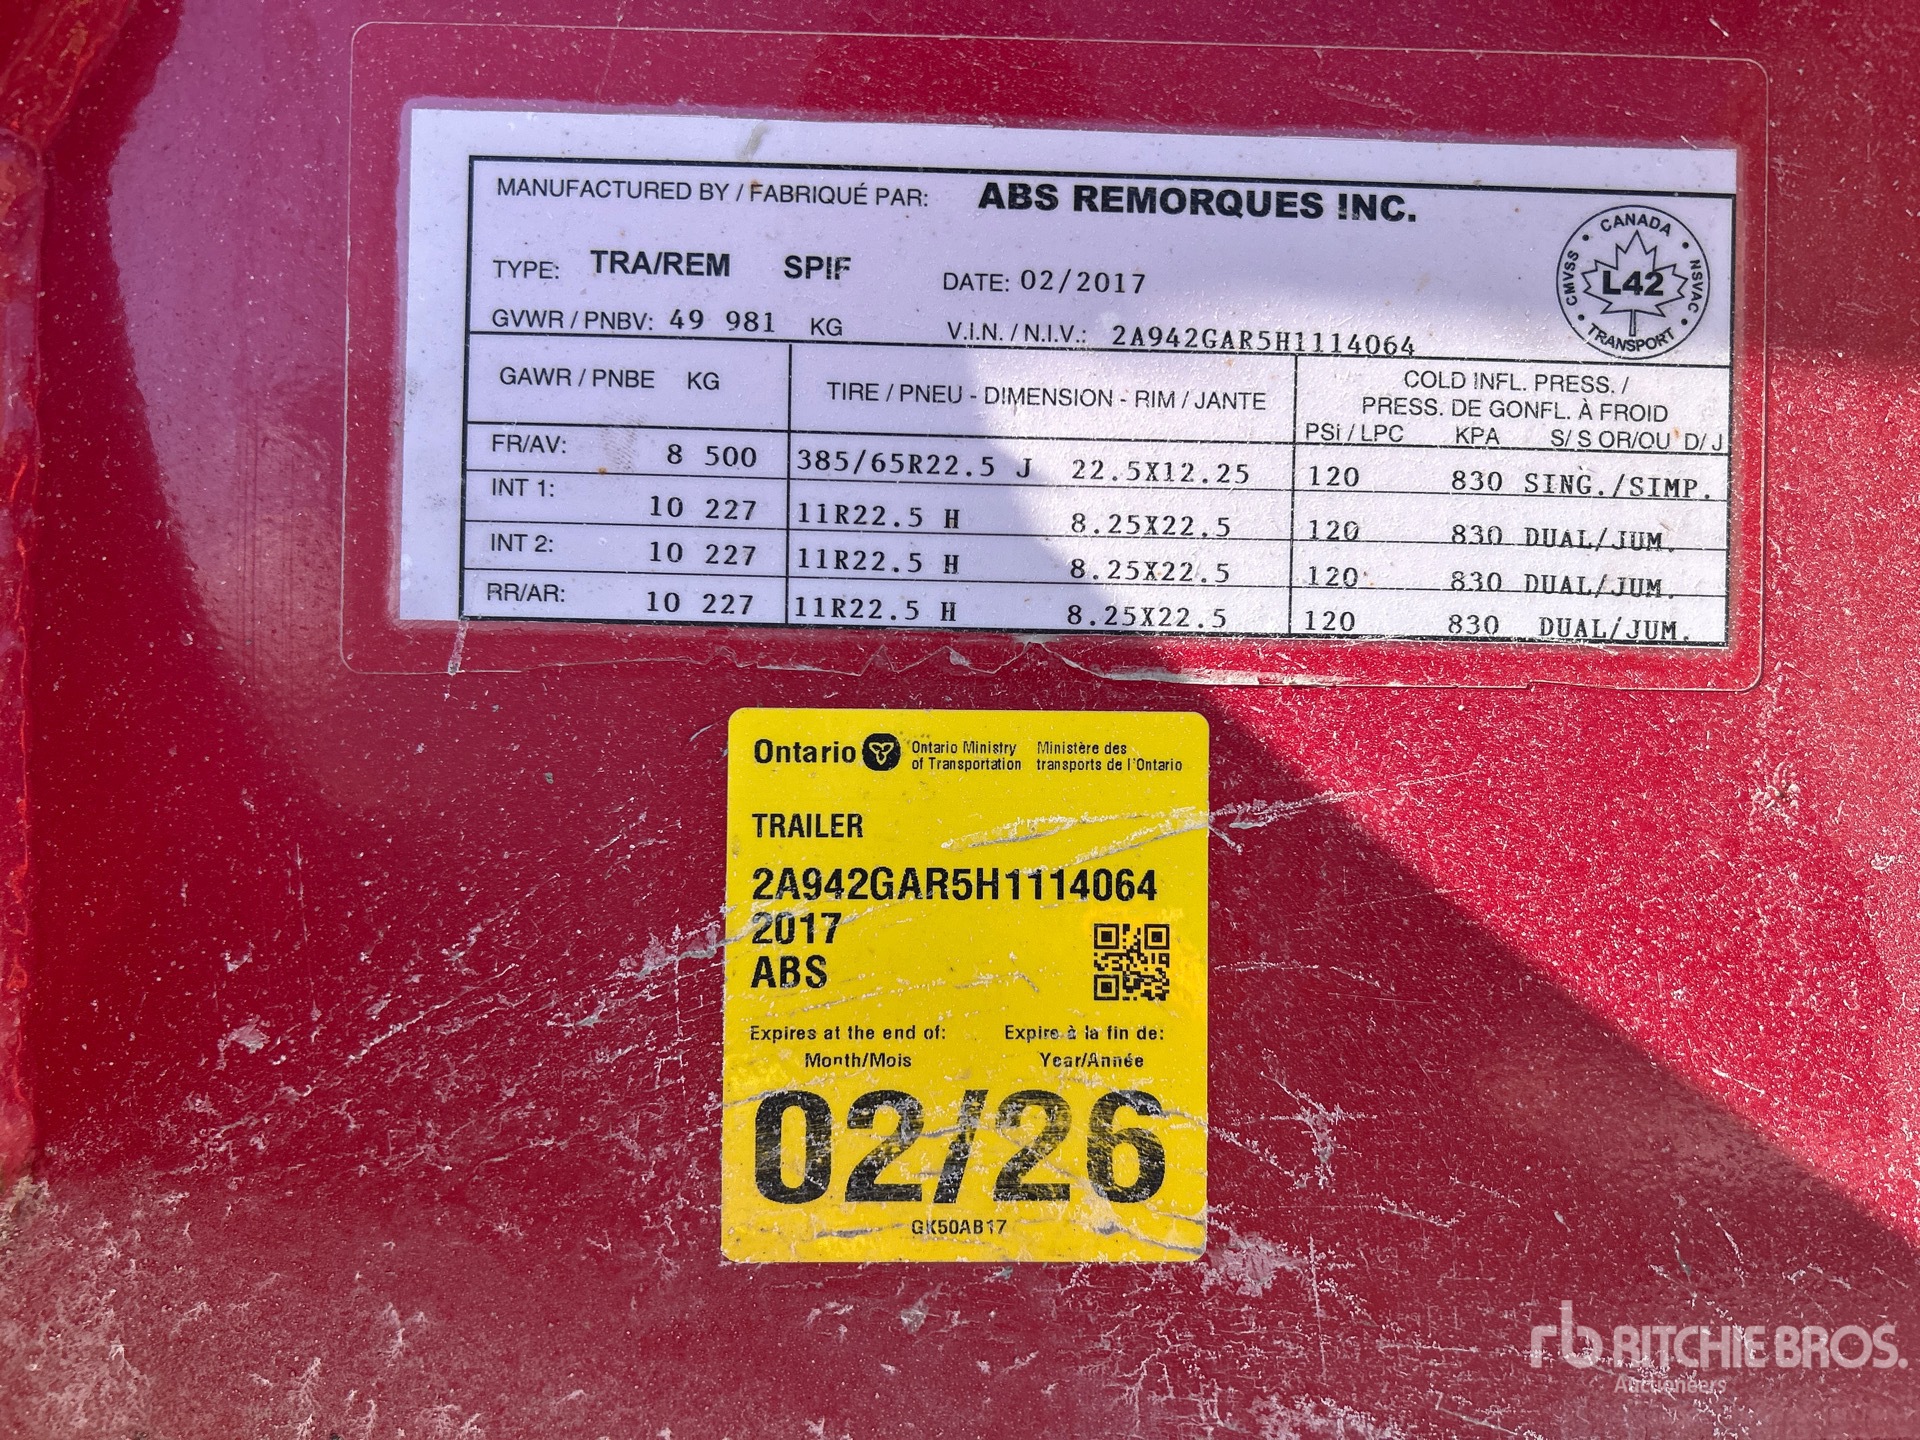 MANUFACTURED BY / FABRIQUÉ PAR: ABS REMORQUES INC.
TYPE: TRA/REM SPIF DATE: 02/2017
GVWR / PNBV: 49 981 KG V.I.N. / N.I.V.: 2A942GAR5H1114064
CANADA
CMVSS L42 NSVAC
TRANSPORT
GAWR / PNBE KG TIRE / PNEU - DIMENSION - RIM / JANTE COLD INFL. PRESS. /
PRESS. DE GONFL. À FROID
PSi / LPC KPA S/ S OR/OU D/ J
FR/AV: 8 500 385/65R22.5 J 22.5X12.25 120 830 SING./SIMP.
INT 1: 10 227 11R22.5 H 8.25X22.5 120 830 DUAL/JUM.
INT 2: 10 227 11R22.5 H 8.25X22.5 120 830 DUAL/JUM.
RR/AR: 10 227 11R22.5 H 8.25X22.5 120 830 DUAL/JUM.
Ontario Ontario Ministry Ministère des
of Transportation transports de l'Ontario
TRAILER
2A942GAR5H1114064
2017
ABS
Expires at the end of: Expire à la fin de:
Month/Mois Year/Année
02/26
GK50AB17
rb RITCHIE BROS.
Auctioneers